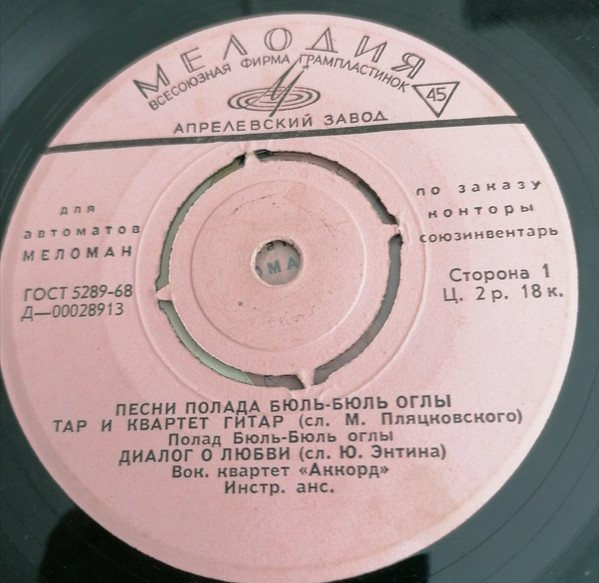 МЕЛОДИЯ
ВСЕСОЮЗНАЯ ФИРМА ГРАМПЛАСТИНОК
45
АПРЕЛЕВСКИЙ ЗАВОД
для
автоматов
МЕЛОМАН
по заказу
конторы
союзинвентарь
ГОСТ 5289-68
Д—00028913
Сторона 1
Ц. 2 р. 18 к.
ПЕСНИ ПОЛАДА БЮЛЬ-БЮЛЬ ОГЛЫ
ТАР И КВАРТЕТ ГИТАР (сл. М. Пляцковского)
Полад Бюль-Бюль оглы
ДИАЛОГ О ЛЮБВИ (сл. Ю. Энтина)
Вок. квартет «Аккорд»
Инстр. анс.